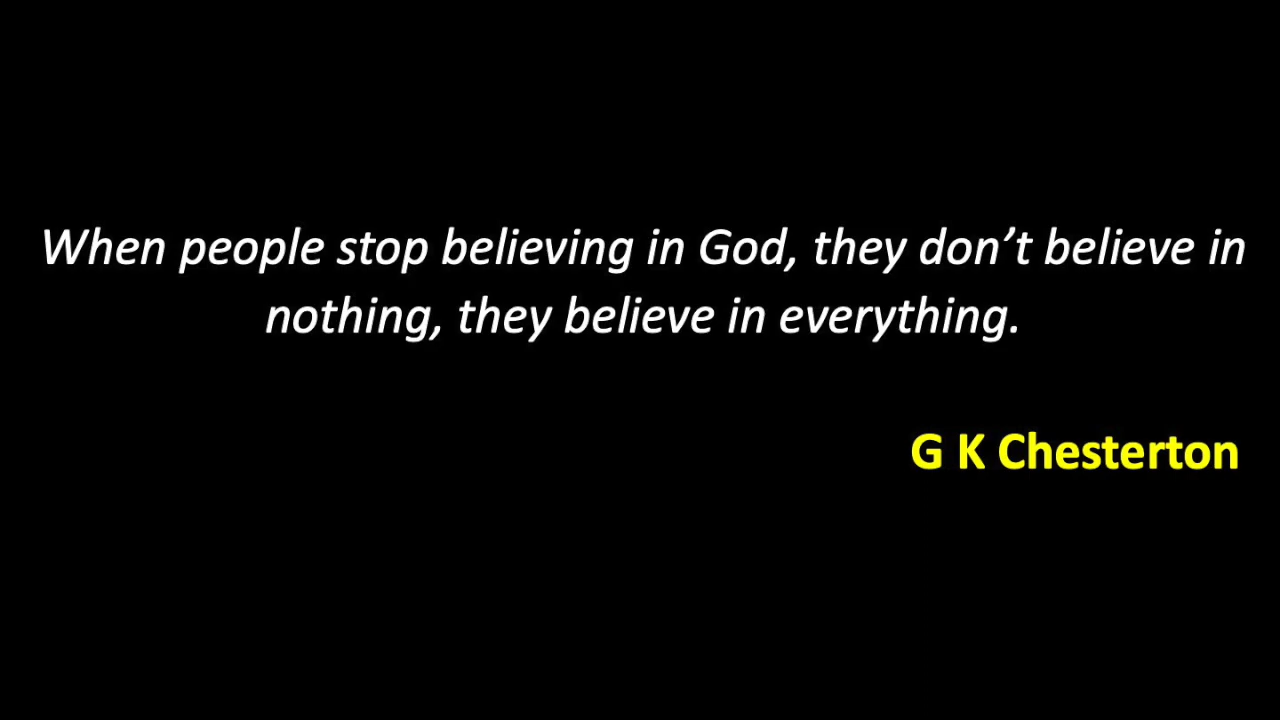 When people stop believing in God, they don’t believe in
nothing, they believe in everything.
G K Chesterton